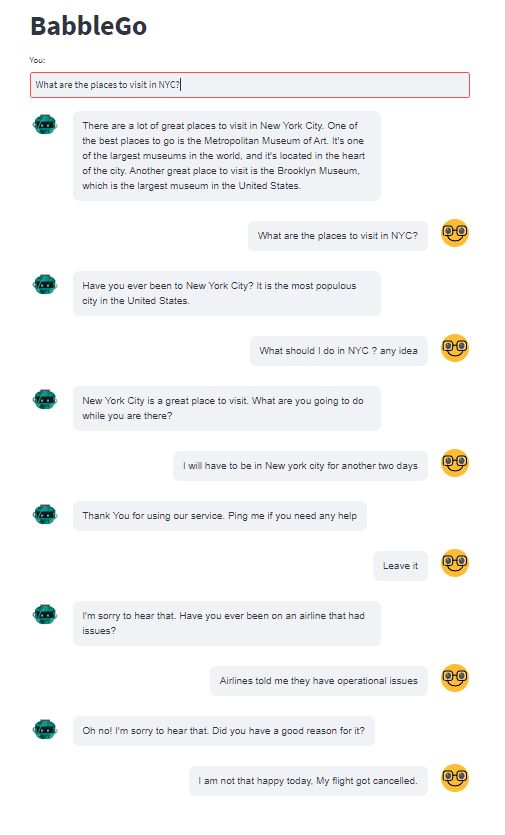 BabbleGo
You:
What are the places to visit in NYC?
There are a lot of great places to visit in New York City. One of
the best places to go is the Metropolitan Museum of Art. It's one
of the largest museums in the world, and it's located in the heart
of the city. Another great place to visit is the Brooklyn Museum,
which is the largest museum in the United States.
What are the places to visit in NYC?
Have you ever been to New York City? It is the most populous
city in the United States.
What should I do in NYC ? any idea
New York City is a great place to visit. What are you going to do
while you are there?
I will have to be in New york city for another two days
Thank You for using our service. Ping me if you need any help
Leave it
I'm sorry to hear that. Have you ever been on an airline that had
issues?
Airlines told me they have operational issues
Oh no! I'm sorry to hear that. Did you have a good reason for it?
I am not that happy today, My flight got cancelled.